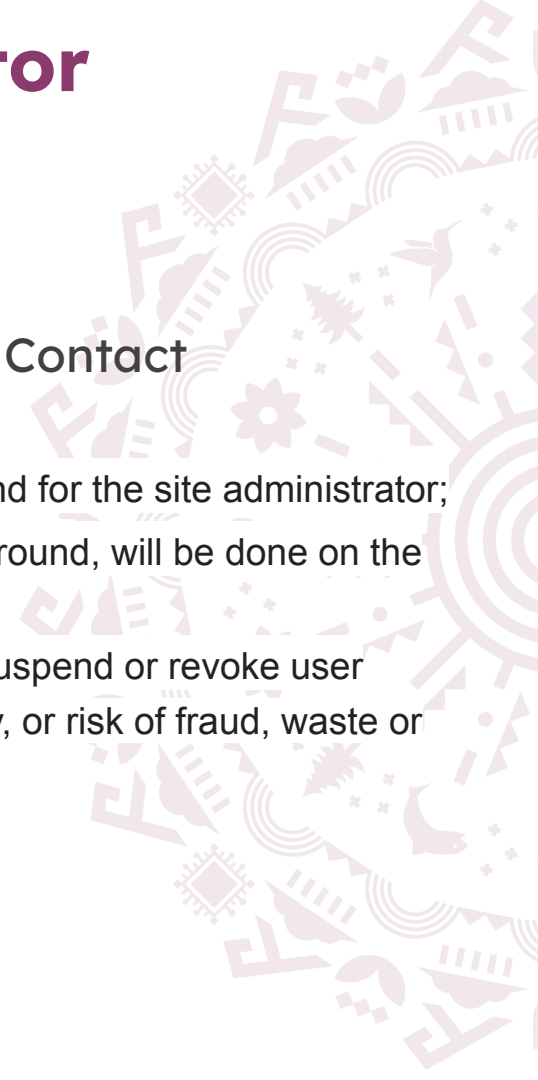 tor
Contact
nd for the site administrator;
round, will be done on the
uspend or revoke user
, or risk of fraud, waste or